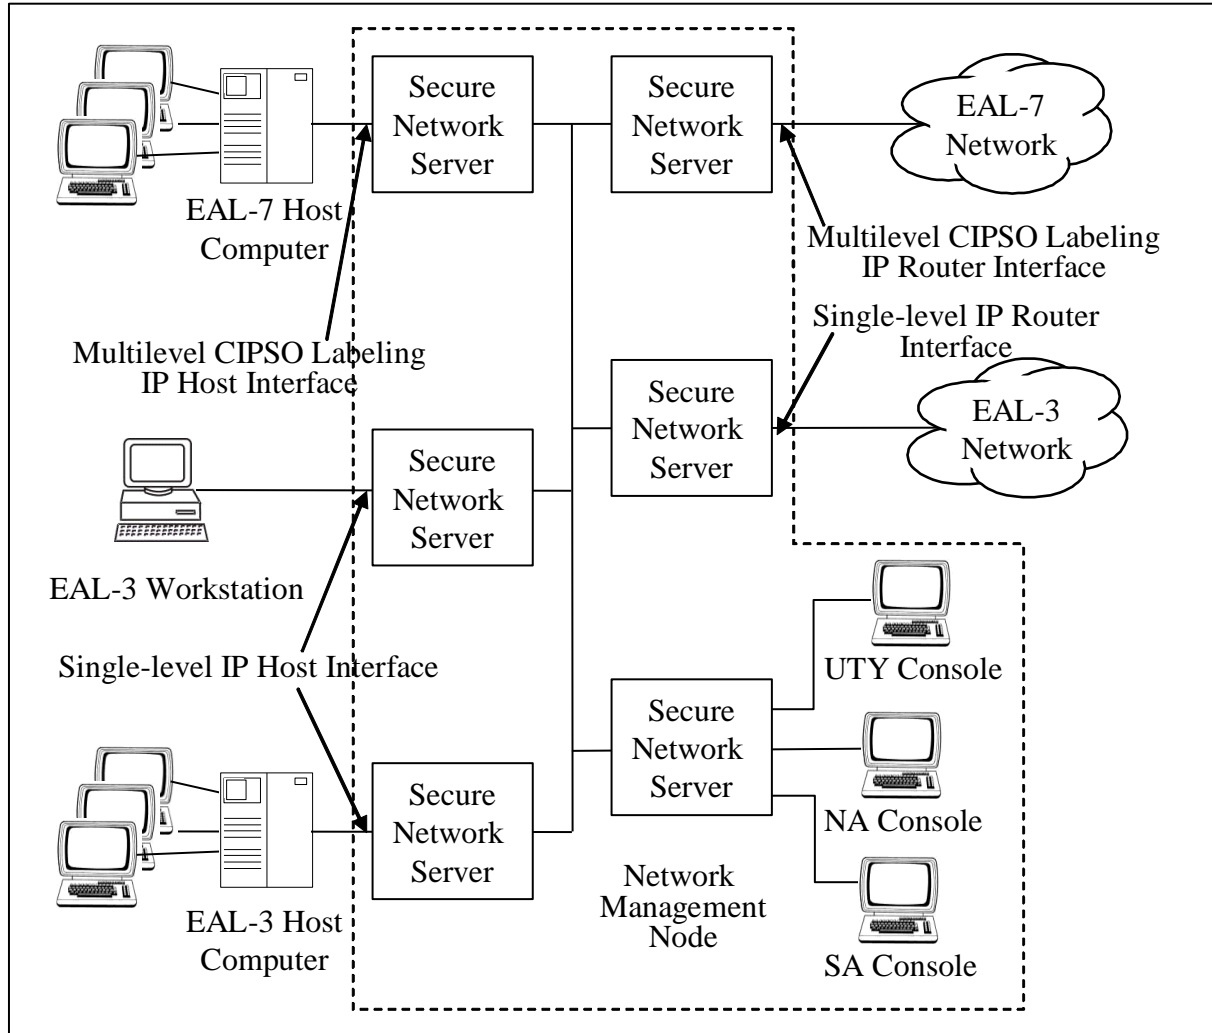 Secure
Network
Server
Secure
Network
Server
EAL-7
Network
EAL-7 Host
Computer
Multilevel CIPSO Labeling
IP Router Interface
Multilevel CIPSO Labeling
IP Host Interface
Single-level IP Router
Interface
Secure
Network
Server
EAL-3
Network
Secure
Network
Server
EAL-3 Workstation
Single-level IP Host Interface
UTY Console
Secure
Network
Server
NA Console
Secure
Network
Server
EAL-3 Host
Computer
Network
Management
Node
SA Console